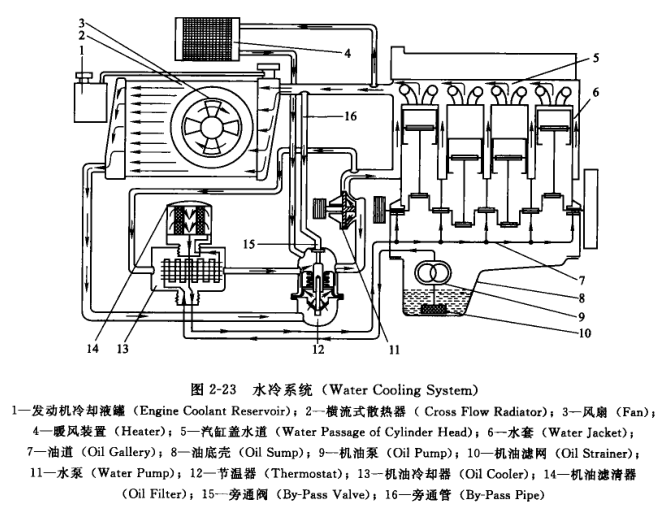 3
2
1
4
5
6
16
15
14
13
12
11
7
8
9
10
图 2-23 水冷系统（Water Cooling System）
1—发动机冷却液罐（Engine Coolant Reservoir）；2—横流式散热器（ Cross Flow Radiator）；3—风扇（Fan）；
4—暖风装置（Heater）；5—汽缸盖水道（Water Passage of Cylinder Head）；6—水套（Water Jacket）；
7—油道（Oil Gallery）；8—油底壳（Oil Sump）；9—机油泵（Oil Pump）；10—机油滤网（Oil Strainer）；
11—水泵（Water Pump）；12—节温器（Thermostat）；13—机油冷却器（Oil Cooler）；14—机油滤清器
（Oil Filter）；15—旁通阀（By-Pass Valve）；16—旁通管（By-Pass Pipe）